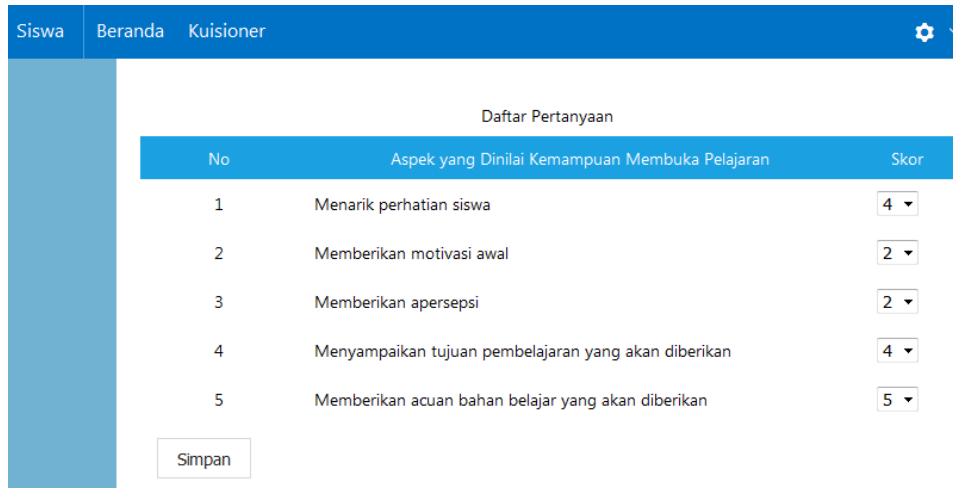 Siswa Beranda Kuisioner
Daftar Pertanyaan
No Aspek yang Dinilai Kemampuan Membuka Pelajaran Skor
1 Menarik perhatian siswa 4
2 Memberikan motivasi awal 2
3 Memberikan apersepsi 2
4 Menyampaikan tujuan pembelajaran yang akan diberikan 4
5 Memberikan acuan bahan belajar yang akan diberikan 5
Simpan